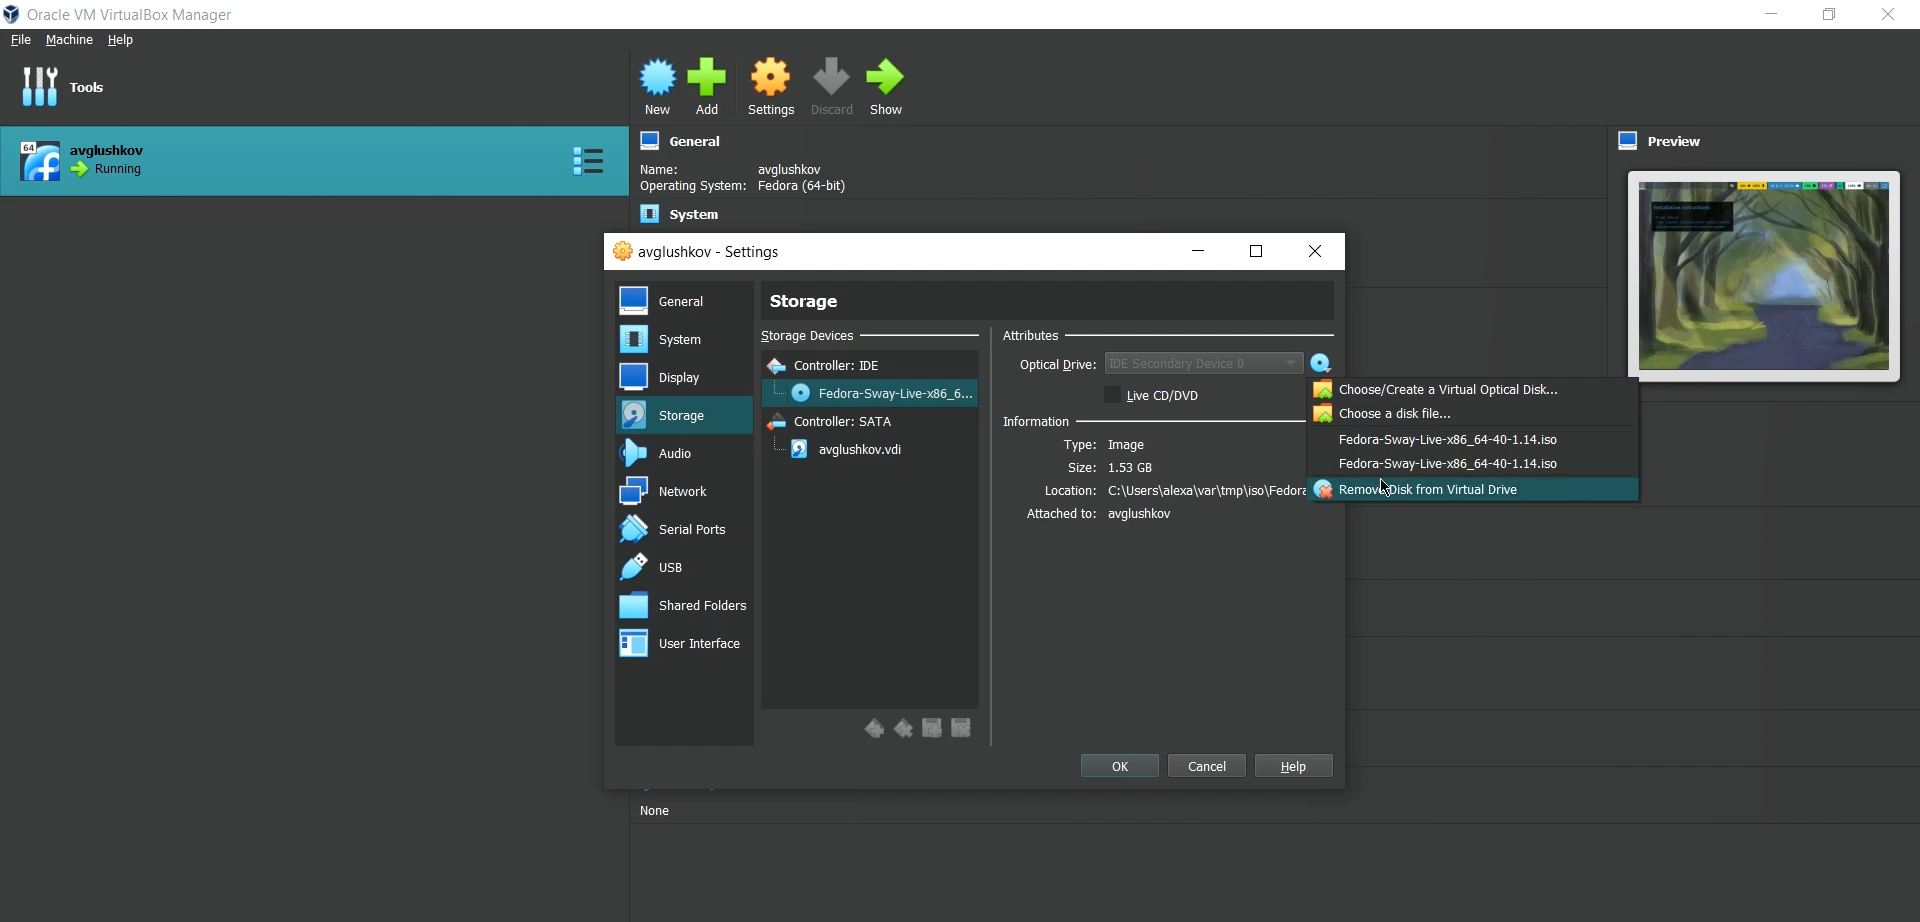 Oracle VM VirtualBox Manager
File Machine Help
Tools
New Add Settings Discard Show
64
avglushkov
Running
General
Name: avglushkov
Operating System: Fedora (64-bit)
System
Preview
avglushkov - Settings
General
System
Display
Storage
Audio
Network
Serial Ports
USB
Shared Folders
User Interface
Storage
Storage Devices
Controller: IDE
Fedora-Sway-Live-x86_6...
Controller: SATA
avglushkov.vdi
Attributes
Optical Drive: IDE Secondary Device 0
Live CD/DVD
Information
Type: Image
Size: 1.53 GB
Location: C:\Users\alexa\var\tmp\iso\Fedora
Attached to: avglushkov
Choose/Create a Virtual Optical Disk...
Choose a disk file...
Fedora-Sway-Live-x86_64-40-1.14.iso
Fedora-Sway-Live-x86_64-40-1.14.iso
Remove Disk from Virtual Drive
OK Cancel Help
None